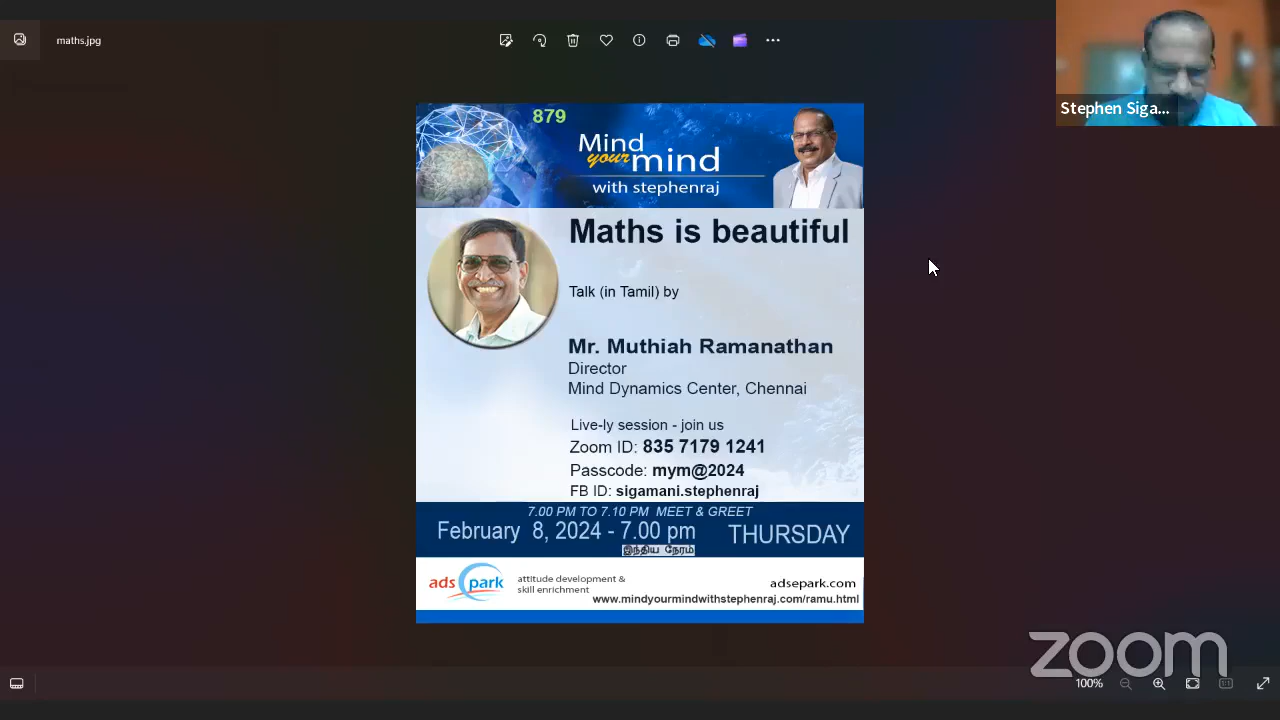 maths.jpg
Stephen Siga...
879
Mind
your mind
with stephenraj
Maths is beautiful
Talk (in Tamil) by
Mr. Muthiah Ramanathan
Director
Mind Dynamics Center, Chennai
Live-ly session - join us
Zoom ID: 835 7179 1241
Passcode: mym@2024
FB ID: sigamani.stephenraj
7.00 PM TO 7.10 PM MEET & GREET
February 8, 2024 - 7.00 pm THURSDAY
இந்திய நேரம்
ads park
attitude development &
skill enrichment
adsepark.com
www.mindyourmindwithstephenraj.com/ramu.html
zoom
100%